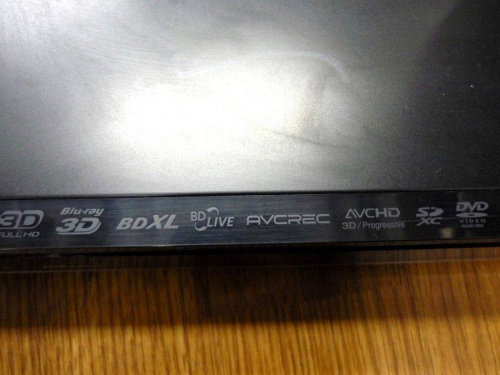 3D
FULL HD
Blu-ray
3D
BDXL
BD
LIVE
AVCREC
AVCHD
3D/Progressive
SD
XC
DVD
VIDEO